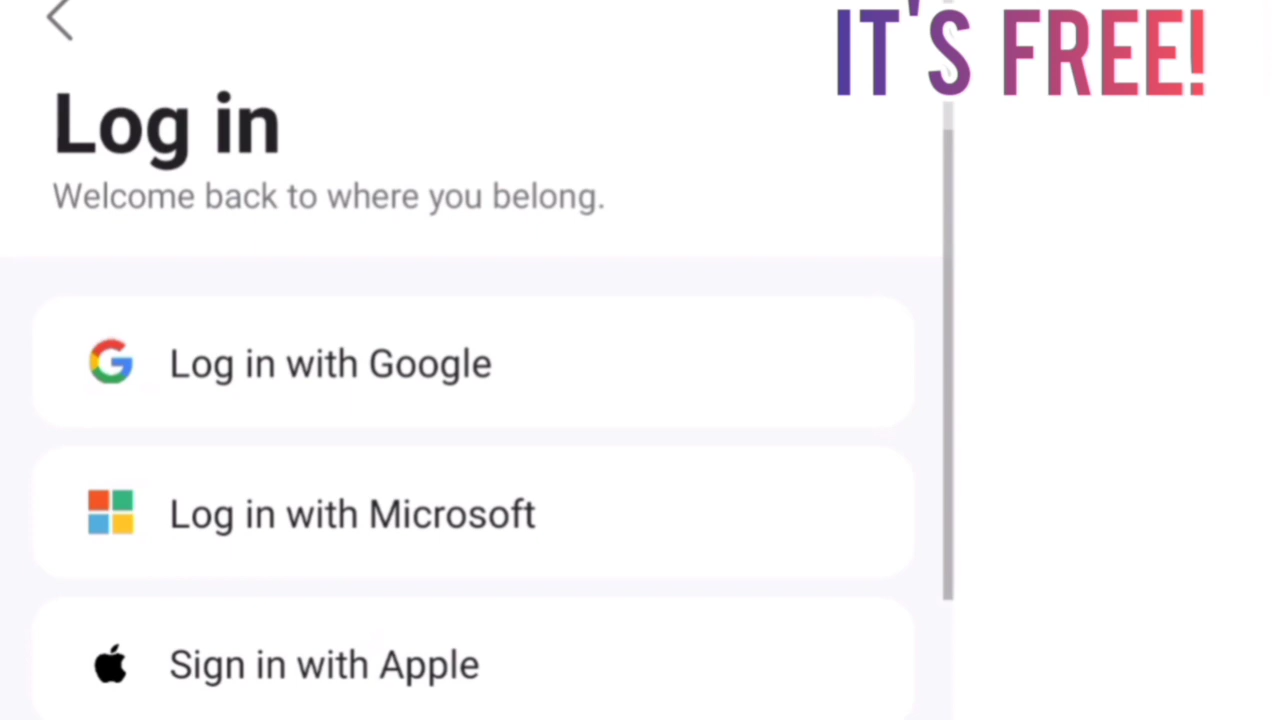 IT'S FREE!
Log in
Welcome back to where you belong.
Log in with Google
Log in with Microsoft
Sign in with Apple